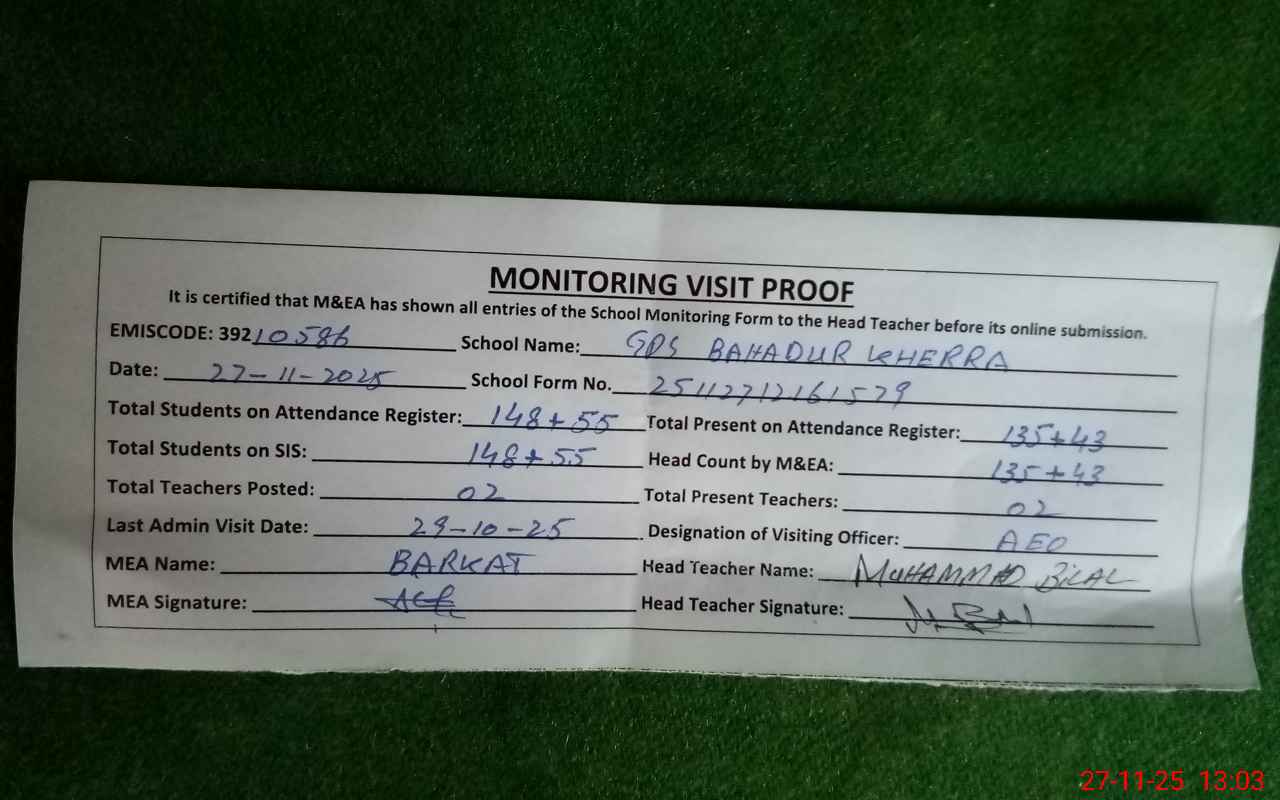 MONITORING VISIT PROOF
It is certified that M&EA has shown all entries of the School Monitoring Form to the Head Teacher before its online submission.
EMISCODE: 39210586 School Name: GPS BAHADUR KHERRA
Date: 27-11-2025 School Form No. 25112712161579
Total Students on Attendance Register: 148+55 Total Present on Attendance Register: 135+43
Total Students on SIS: 148+55 Head Count by M&EA: 135+43
Total Teachers Posted: 02 Total Present Teachers: 02
Last Admin Visit Date: 29-10-25 Designation of Visiting Officer: AEO
MEA Name: BARKAT Head Teacher Name: MUHAMMAD BILAL
MEA Signature: Head Teacher Signature:
27-11-25 13:03